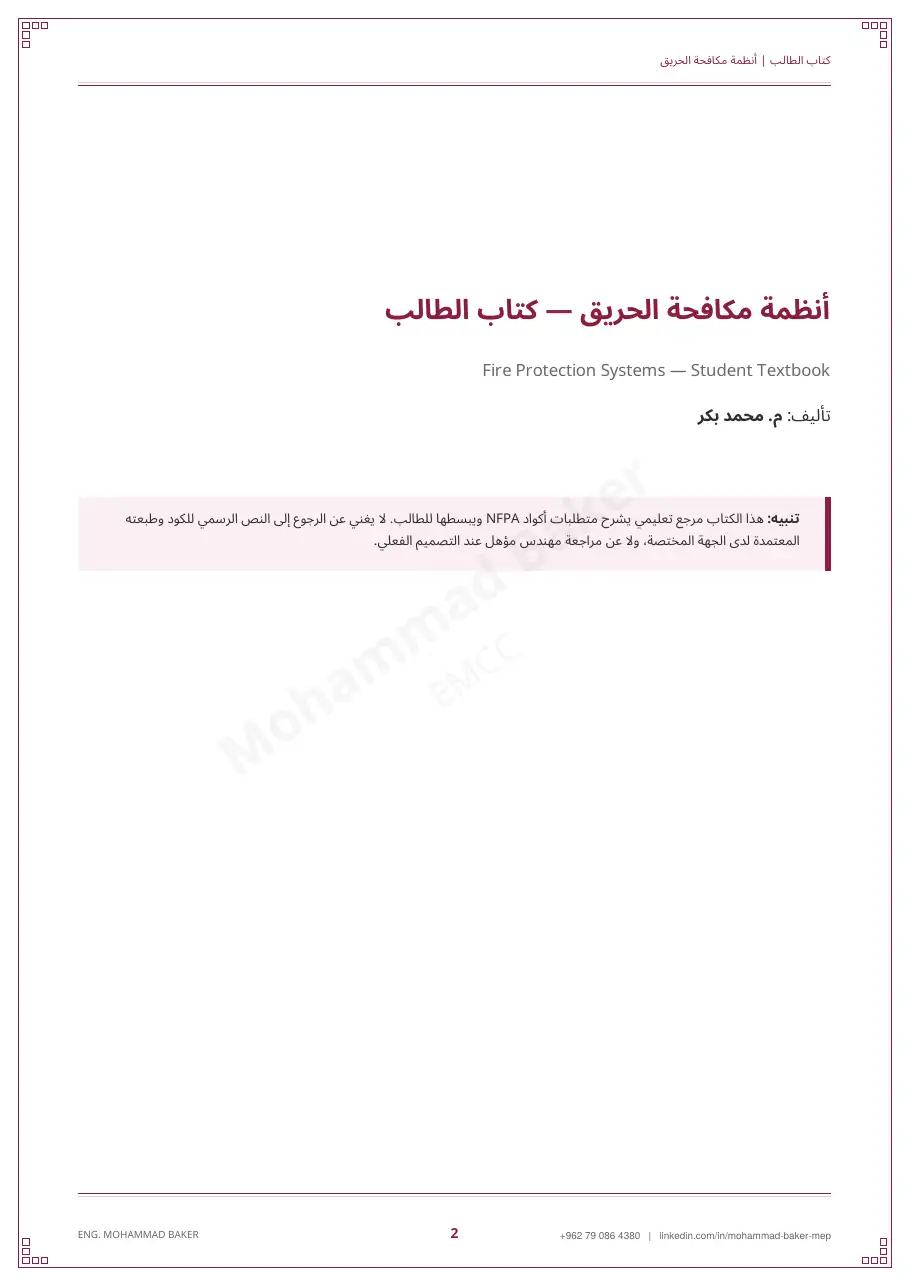 كتاب الطالب | أنظمة مكافحة الحريق
أنظمة مكافحة الحريق — كتاب الطالب
Fire Protection Systems — Student Textbook
تأليف: م. محمد بكر
تنبيه: هذا الكتاب مرجع تعليمي يشرح متطلبات أكواد NFPA ويبسطها للطالب. لا يغني عن الرجوع إلى النص الرسمي للكود وطبعته
المعتمدة لدى الجهة المختصة، ولا عن مراجعة مهندس مؤهل عند التصميم الفعلي.
Mohammad Baker
EMCC
ENG. MOHAMMAD BAKER
2
+962 79 086 4380 | linkedin.com/in/mohammad-baker-mep